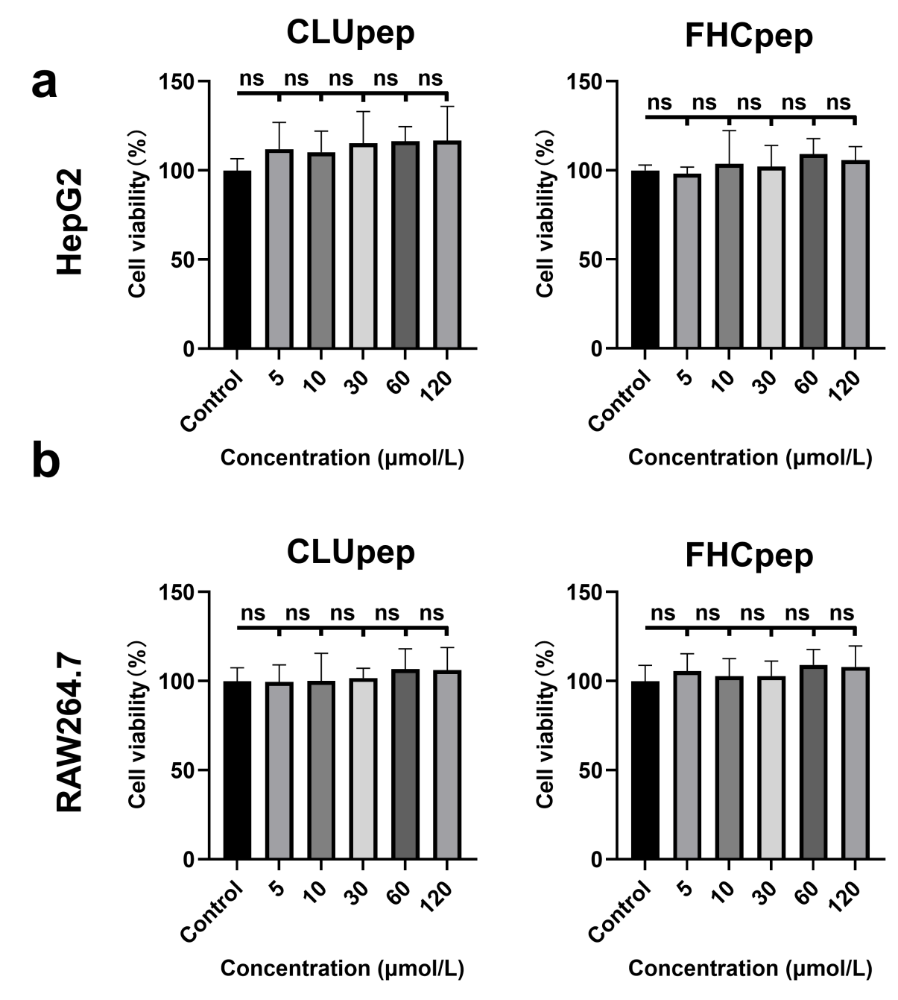 CLUpep
FHCpep
a
HepG2
Cell viability（%）
150
100
50
0
ns ns ns ns ns
Control 5 10 30 60 120
Concentration (μmol/L)
Cell viability（%）
150
100
50
0
ns ns ns ns ns
Control 5 10 30 60 120
Concentration (μmol/L)
b
CLUpep
FHCpep
RAW264.7
Cell viability（%）
150
100
50
0
ns ns ns ns ns
Control 5 10 30 60 120
Concentration (μmol/L)
Cell viability（%）
150
100
50
0
ns ns ns ns ns
Control 5 10 30 60 120
Concentration (μmol/L)